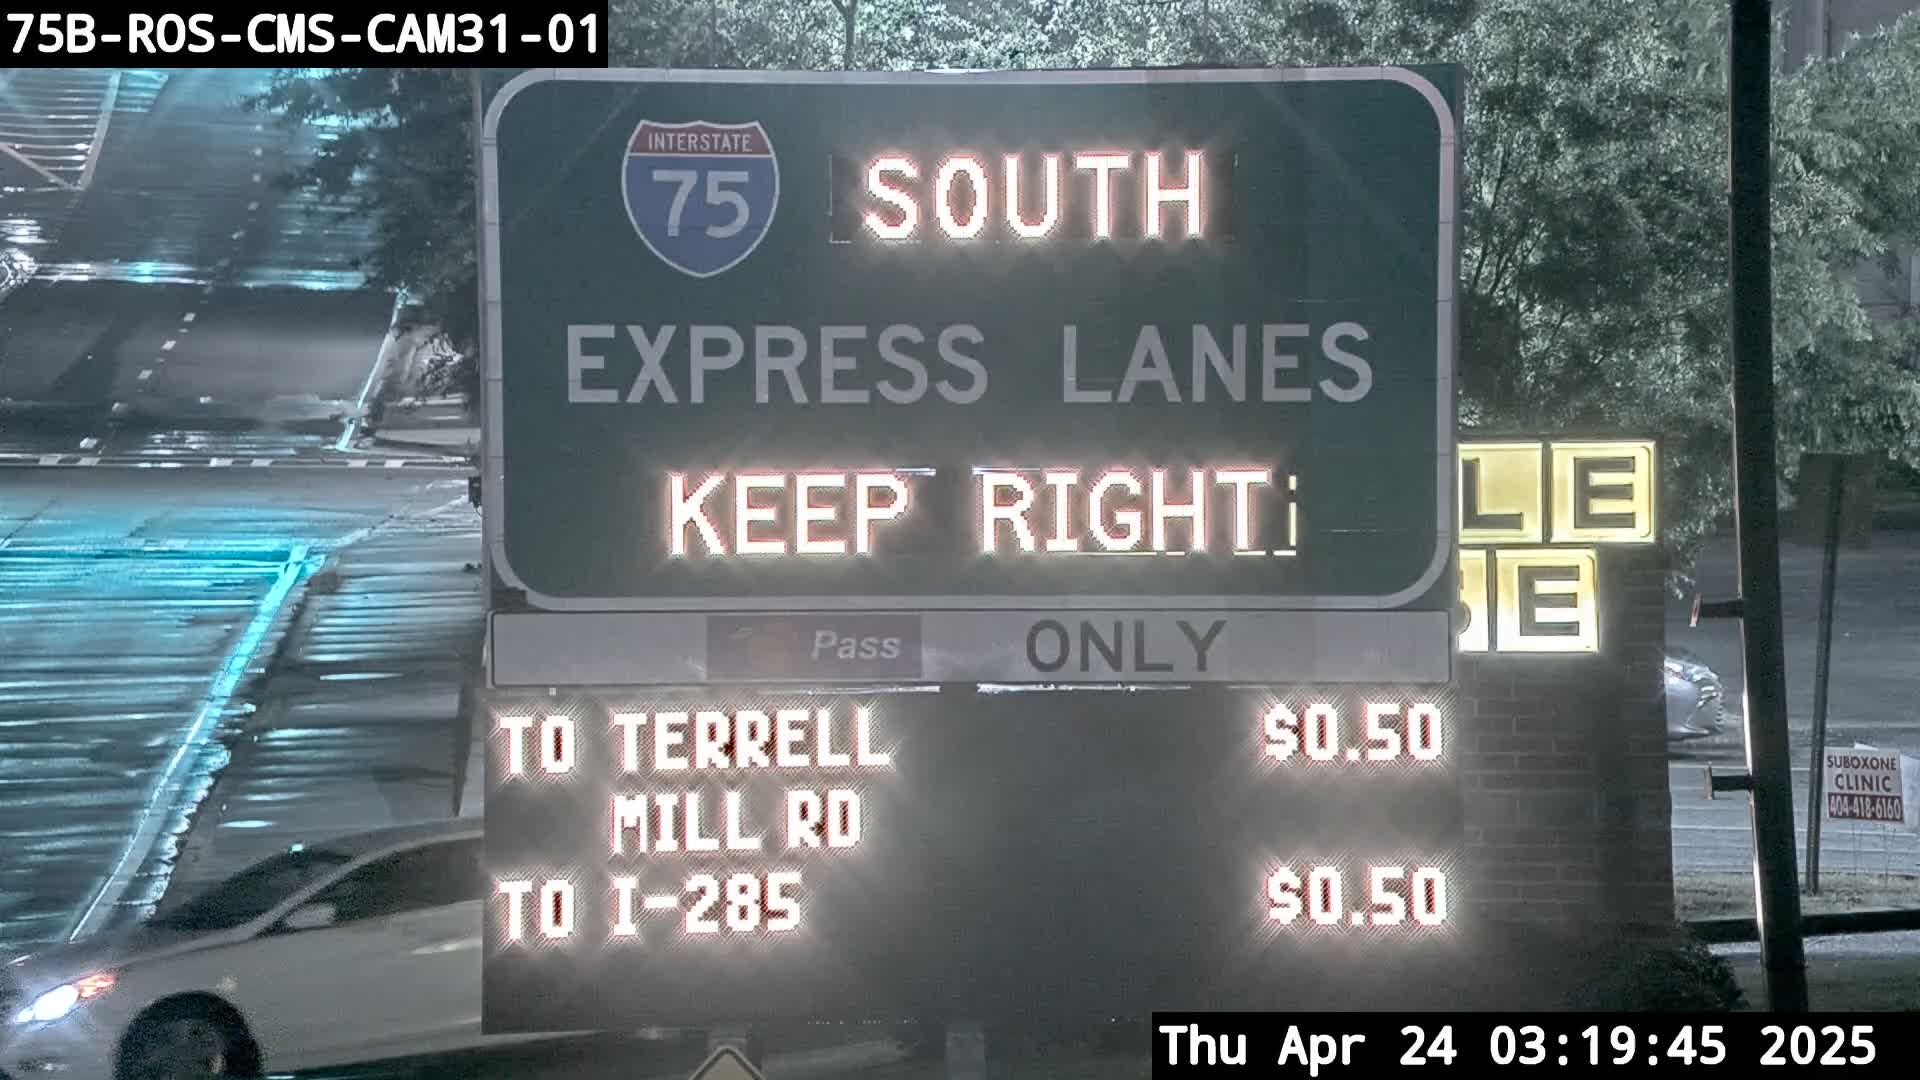 75B-ROS-CMS-CAM31-01
INTERSTATE
75
SOUTH
EXPRESS LANES
KEEP RIGHT
Pass ONLY
TO TERRELL $0.50
MILL RD
TO I-285 $0.50
LE
E
SUBOXONE
CLINIC
404-418-6160
Thu Apr 24 03:19:45 2025